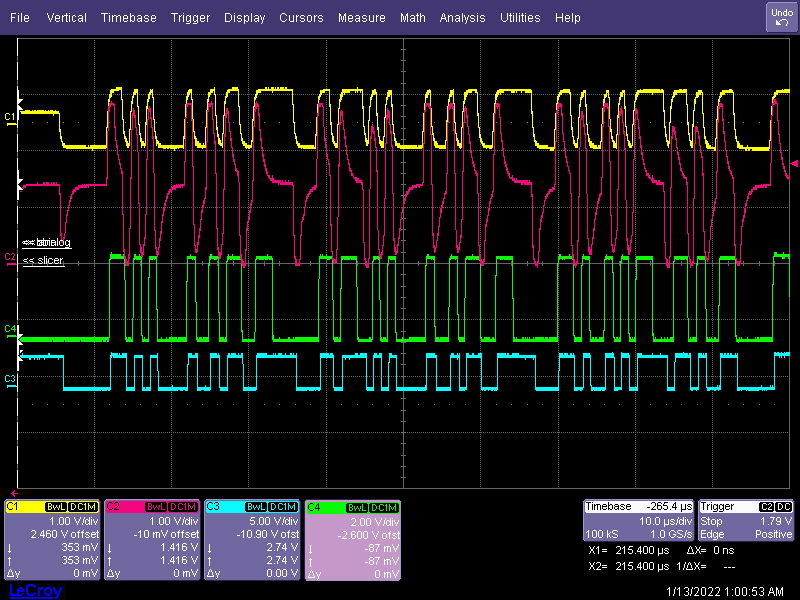 File Vertical Timebase Trigger Display Cursors Measure Math Analysis Utilities Help Undo
C1
<< slicer
C2
C4
C3
C1 BwL DC1M C2 BwL DC1M C3 BwL DC1M C4 BwL DC1M
1.00 V/div 1.00 V/div 5.00 V/div 2.00 V/div
2.460 V offset -10 mV offset -10.90 V ofst -2.600 V ofst
↓ 353 mV ↓ 1.416 V ↓ 2.74 V ↓ -87 mV
↑ 353 mV ↑ 1.416 V ↑ 2.74 V ↑ -87 mV
Δy 0 mV Δy 0 mV Δy 0.00 V Δy 0 mV
Timebase -265.4 µs Trigger C2 DC
10.0 µs/div Stop 1.79 V
100 kS 1.0 GS/s Edge Positive
X1= 215.400 µs ΔX= 0 ns
X2= 215.400 µs 1/ΔX= ---
LeCroy
1/13/2022 1:00:53 AM